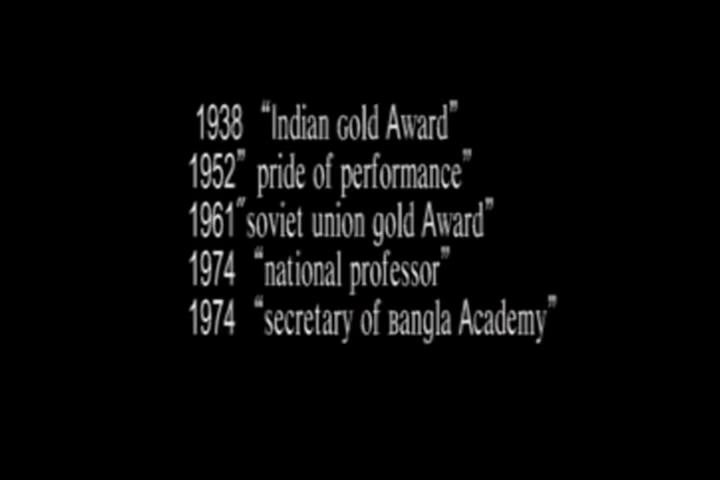 1938 “Indian Gold Award”
1952” pride of performance”
1961“soviet union gold Award”
1974 “national professor”
1974 “secretary of Bangla Academy”